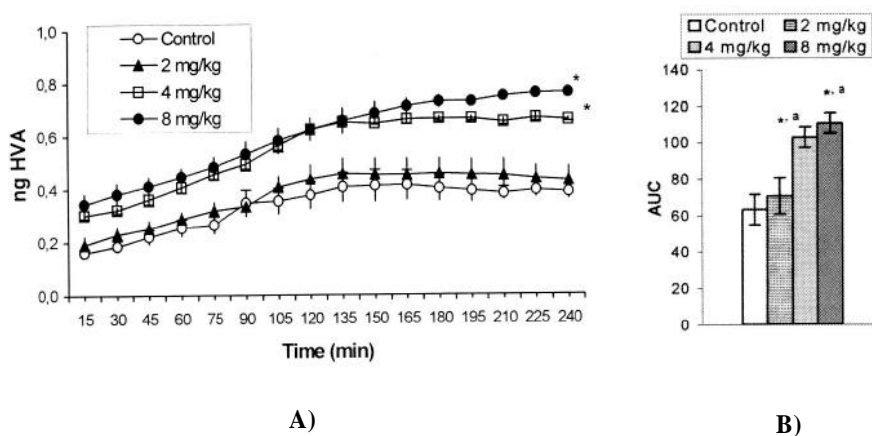 Control
2 mg/kg
4 mg/kg
8 mg/kg
1,0
0,8
0,6
0,4
0,2
0,0
ng HVA
*
*
15 30 45 60 75 90 105 120 135 150 165 180 195 210 225 240
Time (min)
A)
Control 2 mg/kg
4 mg/kg 8 mg/kg
140
120
100
80
60
40
20
0
AUC
*, a
*, a
B)